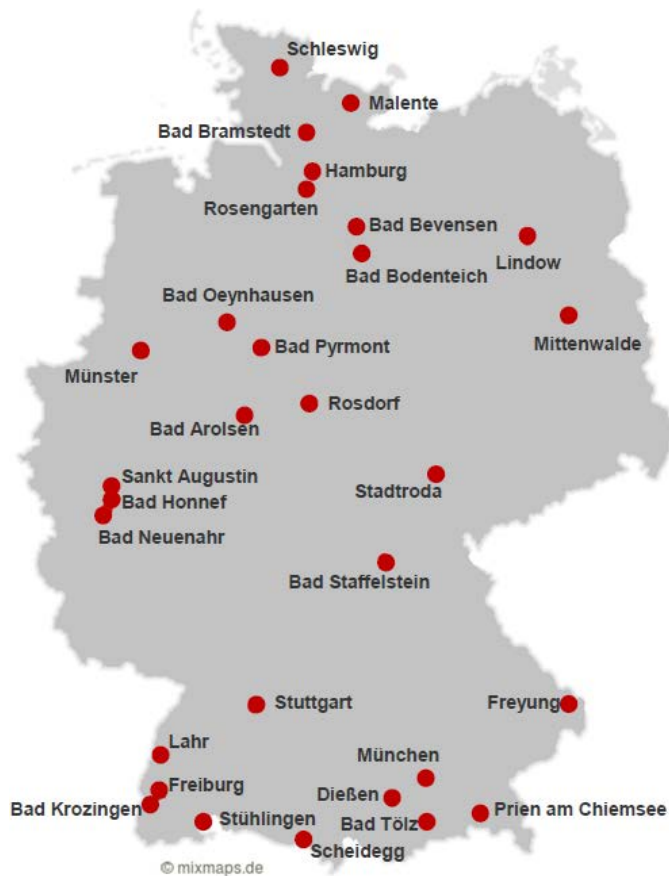 Schleswig
Malente
Bad Bramstedt
Hamburg
Rosengarten
Bad Bevensen
Lindow
Bad Bodenteich
Bad Oeynhausen
Mittenwalde
Bad Pyrmont
Münster
Rosdorf
Bad Arolsen
Sankt Augustin
Stadtroda
Bad Honnef
Bad Neuenahr
Bad Staffelstein
Stuttgart
Freyung
Lahr
München
Freiburg
Dießen
Bad Krozingen
Prien am Chiemsee
Stühlingen
Bad Tölz
Scheidegg
© mixmaps.de